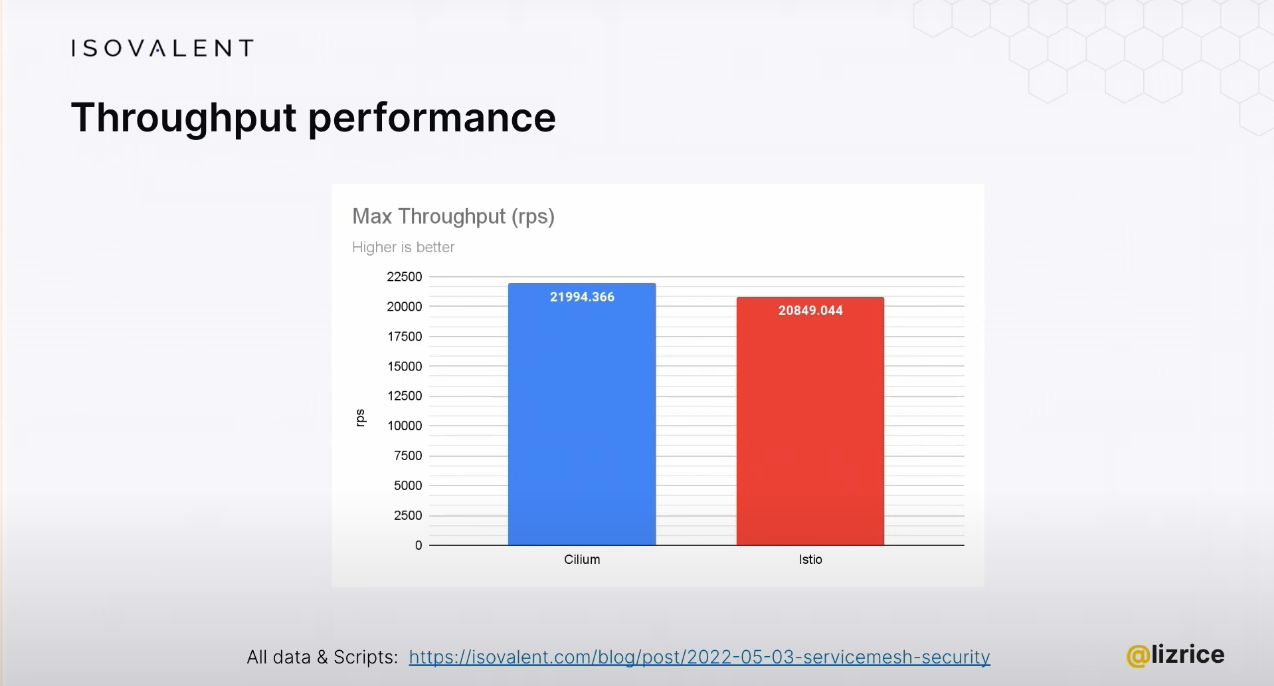 ISOVALENT
Throughput performance
Max Throughput (rps)
Higher is better
22500
20000
17500
15000
12500
10000
7500
5000
2500
0
rps
21994.366
20849.044
Cilium
Istio
All data & Scripts: https://isovalent.com/blog/post/2022-05-03-servicemesh-security
@lizrice